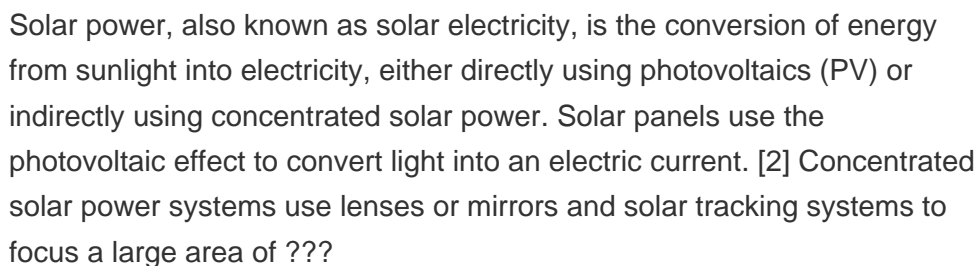 Solar power, also known as solar electricity, is the conversion of energy
from sunlight into electricity, either directly using photovoltaics (PV) or
indirectly using concentrated solar power. Solar panels use the
photovoltaic effect to convert light into an electric current. [2] Concentrated
solar power systems use lenses or mirrors and solar tracking systems to
focus a large area of ???